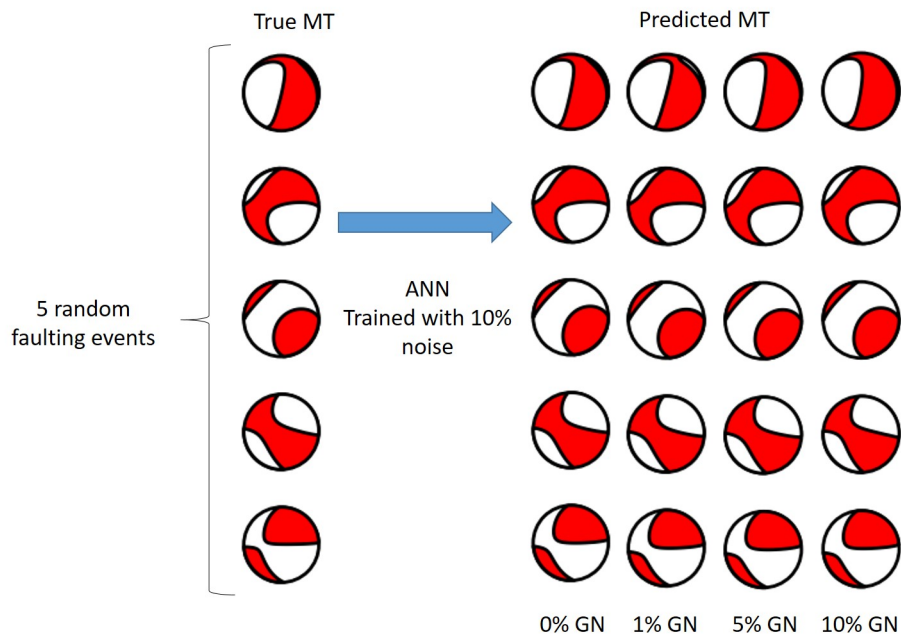 True MT
Predicted MT
5 random
faulting events
ANN
Trained with 10%
noise
0% GN
1% GN
5% GN
10% GN